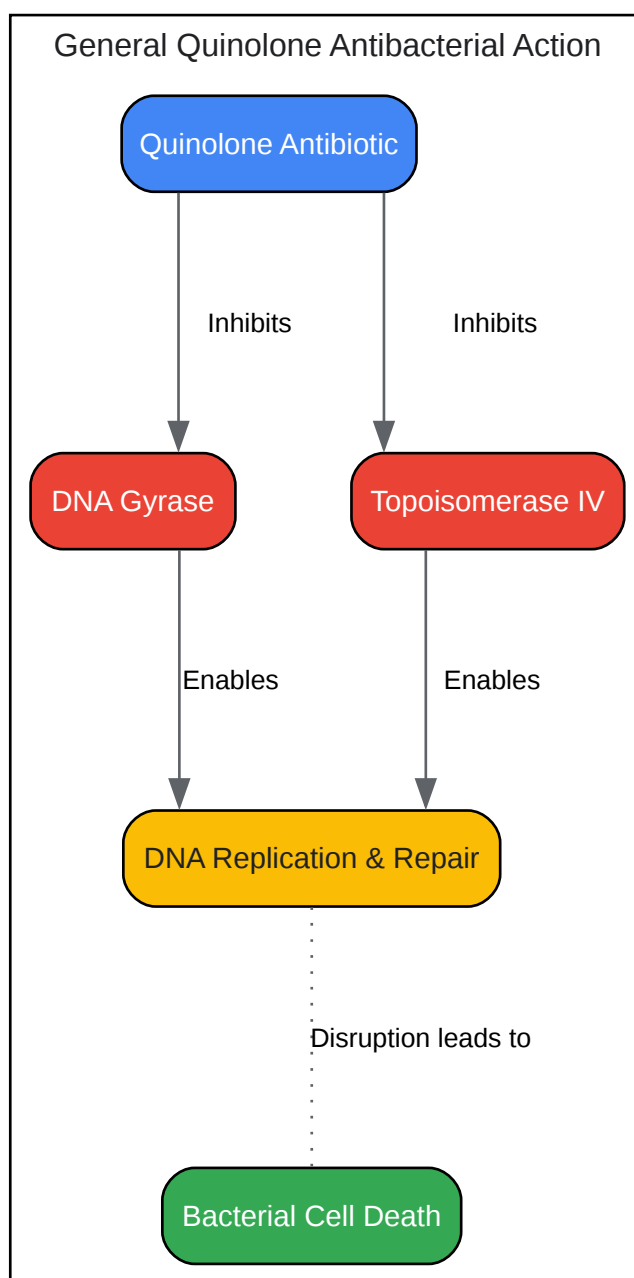 General Quinolone Antibacterial Action
Quinolone Antibiotic
Inhibits
Inhibits
DNA Gyrase
Topoisomerase IV
Enables
Enables
DNA Replication & Repair
Disruption leads to
Bacterial Cell Death